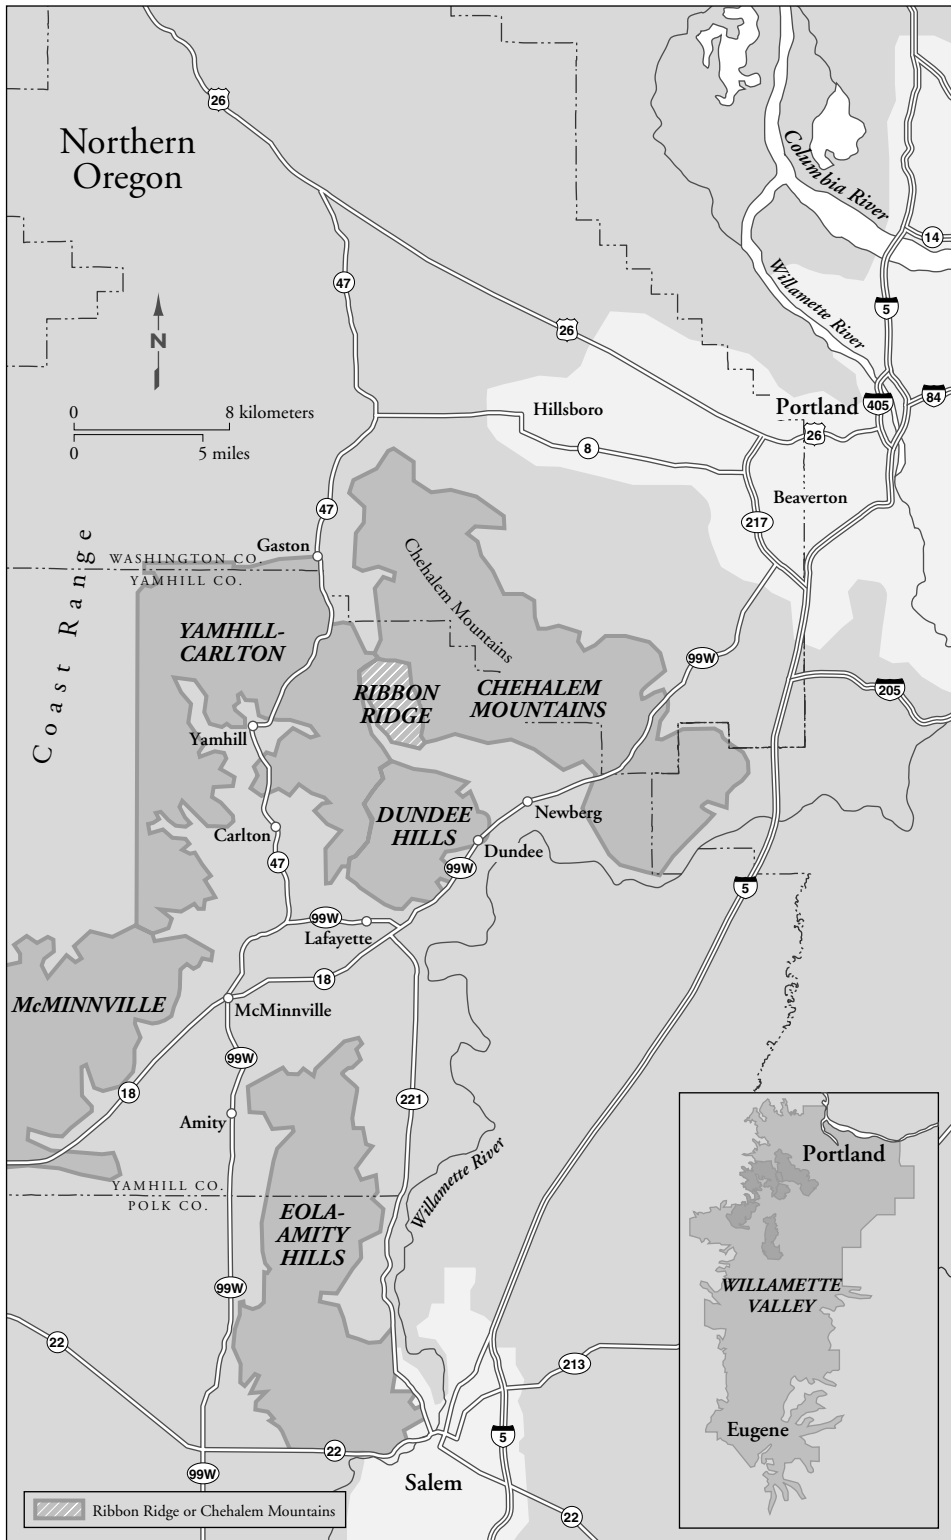 26
Northern
Oregon
Columbia River
14
47
Willamette River
5
26
N
0
8 kilometers
0
5 miles
Hillsboro
Portland
405
84
26
8
Beaverton
47
217
Gaston
WASHINGTON CO.
YAMHILL CO.
Coast Range
Chehalem Mountains
YAMHILL-
CARLTON
99W
RIBBON
RIDGE
CHEHALEM
MOUNTAINS
205
Yamhill
Newberg
DUNDEE
HILLS
Carlton
Dundee
47
99W
5
99W
Lafayette
18
McMINNVILLE
McMinnville
99W
18
221
Amity
Willamette River
YAMHILL CO.
POLK CO.
EOLA-
AMITY
HILLS
99W
22
213
5
22
Salem
99W
22
Portland
WILLAMETTE
VALLEY
Eugene
Ribbon Ridge or Chehalem Mountains